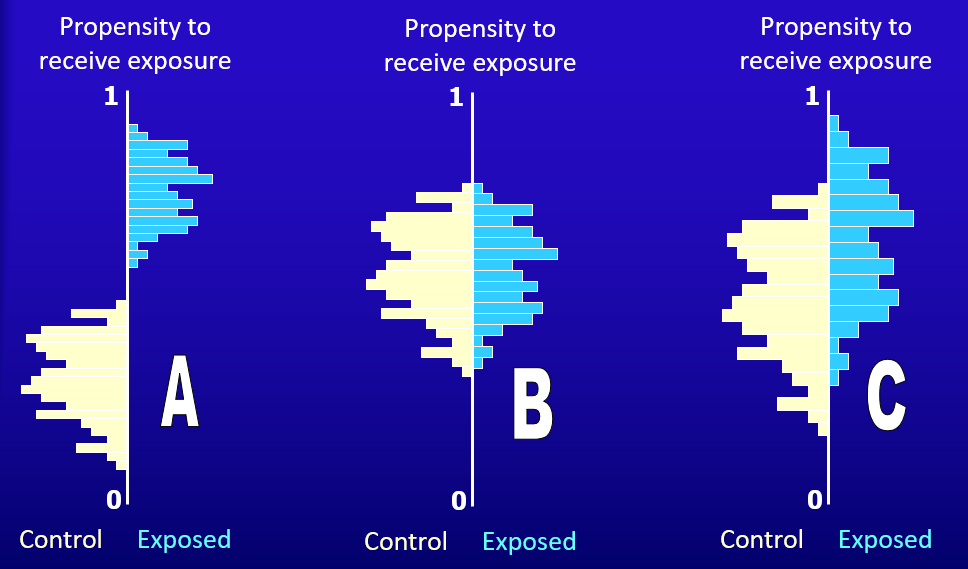 Propensity to
receive exposure
1
A
0
Control Exposed
Propensity to
receive exposure
1
B
0
Control Exposed
Propensity to
receive exposure
1
C
0
Control Exposed